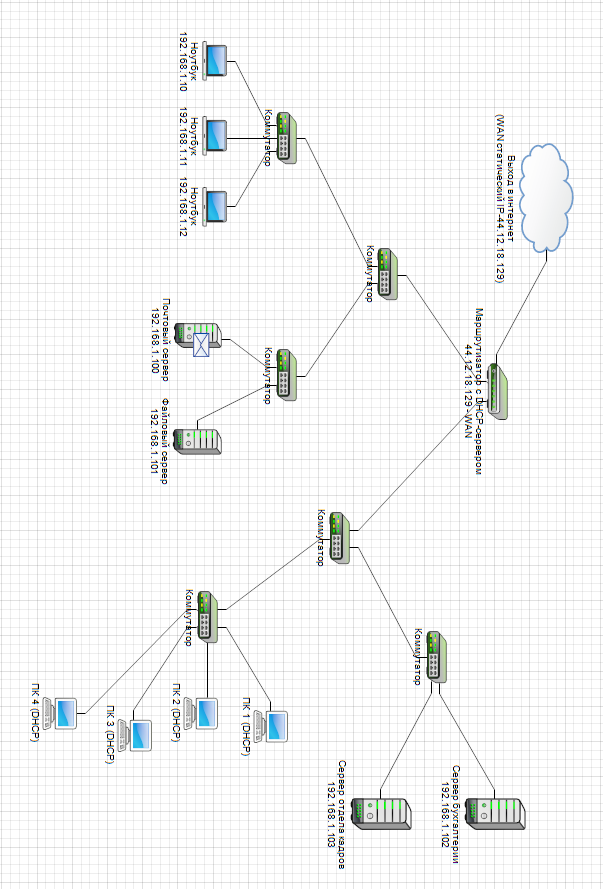 Выход в интернет
(WAN статический IP-44.12.18.129)
Маршрутизатор с DHCP-сервером
44.12.18.129 -WAN
Коммутатор
Коммутатор
Ноутбук
192.168.1.10
Ноутбук
192.168.1.11
Ноутбук
192.168.1.12
Коммутатор
Почтовый сервер
192.168.1.100
Файловый сервер
192.168.1.101
Коммутатор
Коммутатор
Сервер бухгалтерии
192.168.1.102
Сервер отдела кадров
192.168.1.103
Коммутатор
ПК 1 (DHCP)
ПК 2 (DHCP)
ПК 3 (DHCP)
ПК 4 (DHCP)